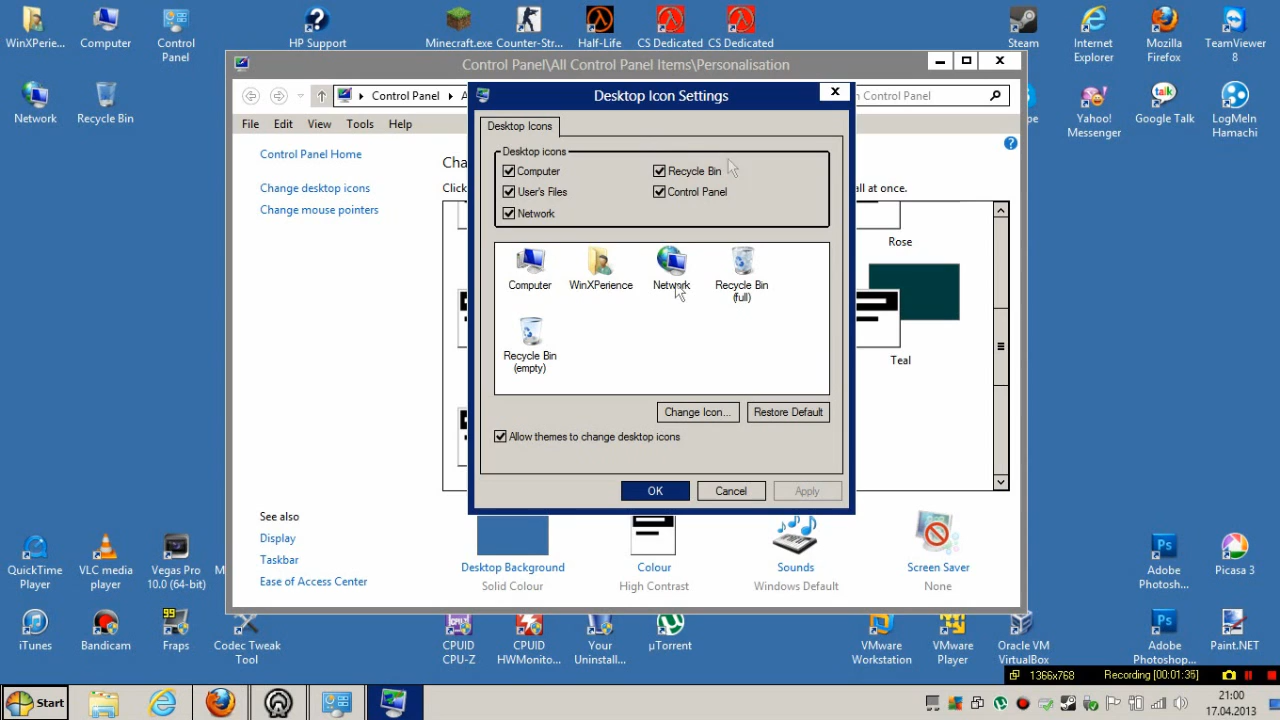 WinXPerie...
Computer
Control
Panel
HP Support
Minecraft.exe
Counter-Str...
Half-Life
CS Dedicated
CS Dedicated
Steam
Internet
Explorer
Mozilla
Firefox
TeamViewer
8
Network
Recycle Bin
Yahoo!
Messenger
Google Talk
LogMeIn
Hamachi
Control Panel\All Control Panel Items\Personalisation
Control Panel
Control Panel
File
Edit
View
Tools
Help
Control Panel Home
Change desktop icons
Change mouse pointers
See also
Display
Taskbar
Ease of Access Center
Cha
Click
all at once.
Rose
Teal
Desktop Icon Settings
Desktop Icons
Desktop icons
Computer
Recycle Bin
User's Files
Control Panel
Network
Computer
WinXPerience
Network
Recycle Bin
(full)
Recycle Bin
(empty)
Change Icon...
Restore Default
Allow themes to change desktop icons
OK
Cancel
Apply
Desktop Background
Solid Colour
Colour
High Contrast
Sounds
Windows Default
Screen Saver
None
QuickTime
Player
VLC media
player
Vegas Pro
10.0 (64-bit)
Ps
Adobe
Photosh...
Picasa 3
iTunes
Bandicam
99
Fraps
Codec Tweak
Tool
CPUID
CPU-Z
CPUID
HWMonito...
Your
Uninstall...
µTorrent
VMware
Workstation
VMware
Player
Oracle VM
VirtualBox
Ps
Adobe
Photoshop...
Paint.NET
1366x768
Recording [00:01:35]
Start
21:00
17.04.2013